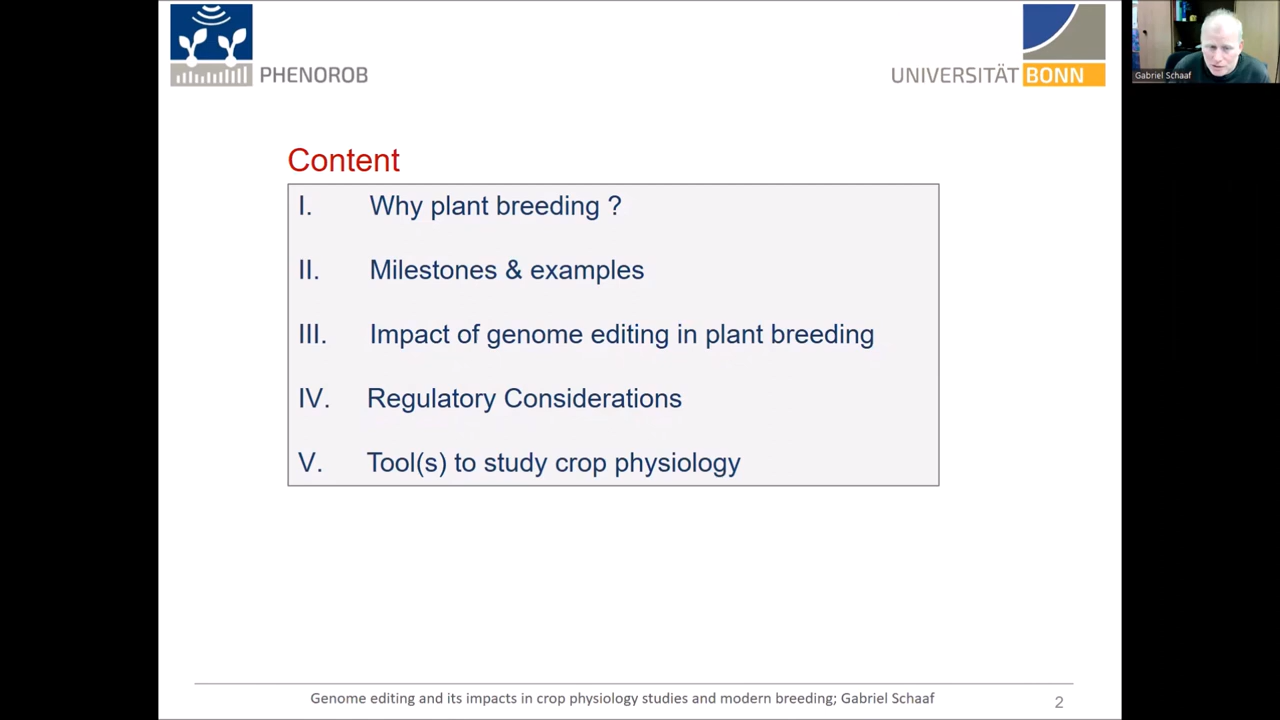 PHENOROB
UNIVERSITÄT BONN
Gabriel Schaaf
Content
I. Why plant breeding ?
II. Milestones & examples
III. Impact of genome editing in plant breeding
IV. Regulatory Considerations
V. Tool(s) to study crop physiology
Genome editing and its impacts in crop physiology studies and modern breeding; Gabriel Schaaf
2